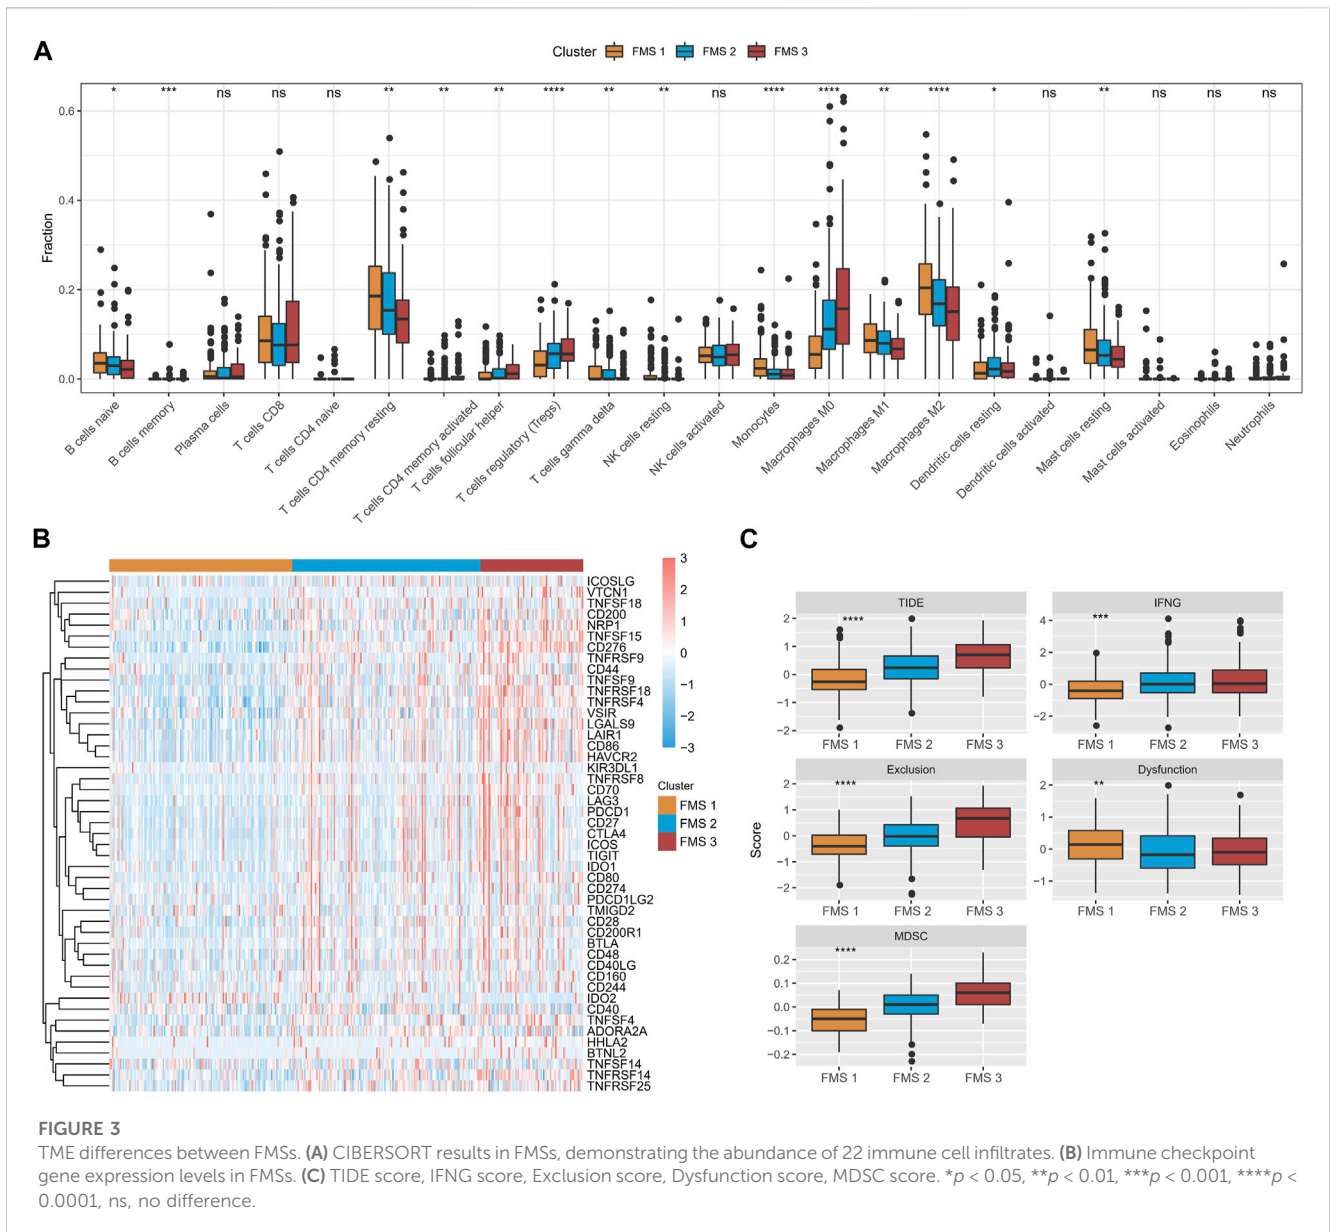 A
Cluster FMS 1 FMS 2 FMS 3
* *** ns ns ns ** ** ** **** ** ** ns **** **** ** **** * ns ** ns ns ns
0.6
0.4
0.2
0.0
Fraction
B cells naive
B cells memory
Plasma cells
T cells CD8
T cells CD4 naive
T cells CD4 memory resting
T cells CD4 memory activated
T cells follicular helper
T cells regulatory (Tregs)
T cells gamma delta
NK cells resting
NK cells activated
Monocytes
Macrophages M0
Macrophages M1
Macrophages M2
Dendritic cells resting
Dendritic cells activated
Mast cells resting
Mast cells activated
Eosinophils
Neutrophils
B
ICOSLG
VTCN1
TNFSF18
CD200
NRP1
TNFSF15
CD276
TNFRSF9
CD44
TNFSF9
TNFRSF18
TNFRSF4
VSIR
LGALS9
LAIR1
CD86
HAVCR2
KIR3DL1
TNFRSF8
CD70
LAG3
PDCD1
CD27
CTLA4
ICOS
TIGIT
IDO1
CD80
CD274
PDCD1LG2
TMIGD2
CD28
CD200R1
BTLA
CD48
CD40LG
CD160
CD244
IDO2
CD40
TNFSF4
ADORA2A
HHLA2
BTNL2
TNFSF14
TNFRSF14
TNFRSF25
3
2
1
0
−1
−2
−3
Cluster
FMS 1
FMS 2
FMS 3
C
Score
TIDE
****
2
1
0
−1
−2
FMS 1 FMS 2 FMS 3
IFNG
***
4
2
0
−2
FMS 1 FMS 2 FMS 3
Exclusion
****
2
1
0
−1
−2
FMS 1 FMS 2 FMS 3
Dysfunction
**
2
1
0
−1
FMS 1 FMS 2 FMS 3
MDSC
****
0.2
0.1
0.0
−0.1
−0.2
FMS 1 FMS 2 FMS 3
FIGURE 3
TME differences between FMSs. (A) CIBERSORT results in FMSs, demonstrating the abundance of 22 immune cell infiltrates. (B) Immune checkpoint
gene expression levels in FMSs. (C) TIDE score, IFNG score, Exclusion score, Dysfunction score, MDSC score. *p < 0.05, **p < 0.01, ***p < 0.001, ****p <
0.0001, ns, no difference.